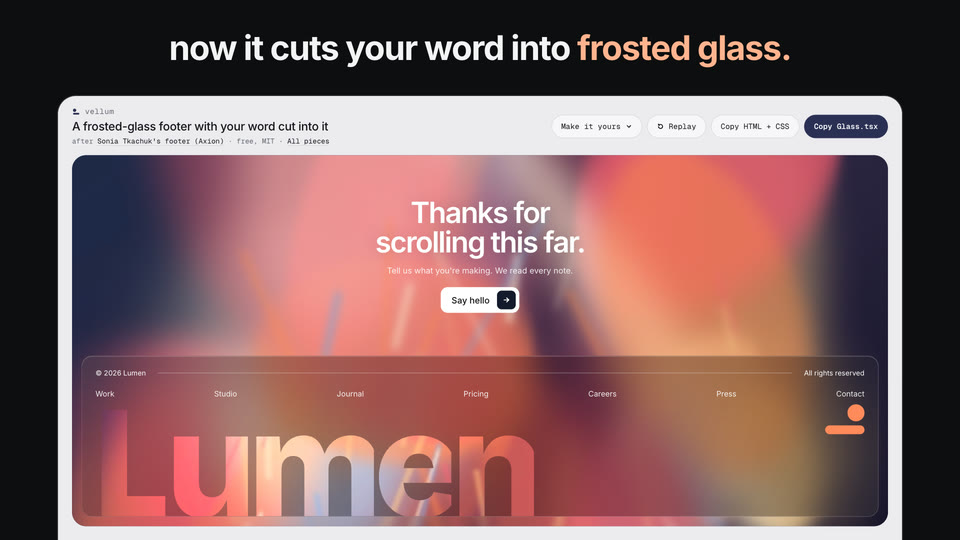 now it cuts your word into frosted glass.
vellum
A frosted-glass footer with your word cut into it
after Sonia Tkachuk's footer (Axion) · free, MIT · All pieces
Make it yours
Replay
Copy HTML + CSS
Copy Glass.tsx
Thanks for
scrolling this far.
Tell us what you're making. We read every note.
Say hello
© 2026 Lumen
All rights reserved
Work
Studio
Journal
Pricing
Careers
Press
Contact
Lumen